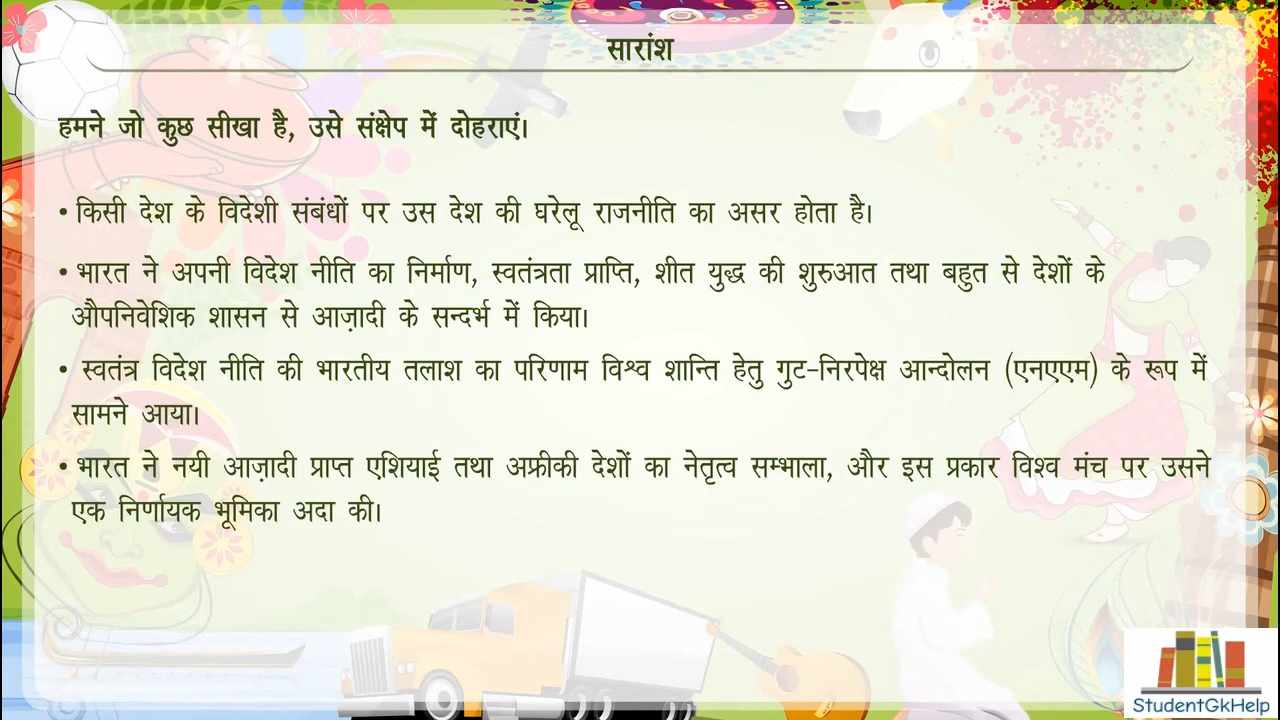 सारांश
हमने जो कुछ सीखा है, उसे संक्षेप में दोहराएं।
• किसी देश के विदेशी संबंधों पर उस देश की घरेलू राजनीति का असर होता है।
• भारत ने अपनी विदेश नीति का निर्माण, स्वतंत्रता प्राप्ति, शीत युद्ध की शुरुआत तथा बहुत से देशों के
औपनिवेशिक शासन से आज़ादी के सन्दर्भ में किया।
• स्वतंत्र विदेश नीति की भारतीय तलाश का परिणाम विश्व शान्ति हेतु गुट-निरपेक्ष आन्दोलन (एनएएम) के रूप में
सामने आया।
• भारत ने नयी आज़ादी प्राप्त एशियाई तथा अफ्रीकी देशों का नेतृत्व सम्भाला, और इस प्रकार विश्व मंच पर उसने
एक निर्णायक भूमिका अदा की।
StudentGkHelp